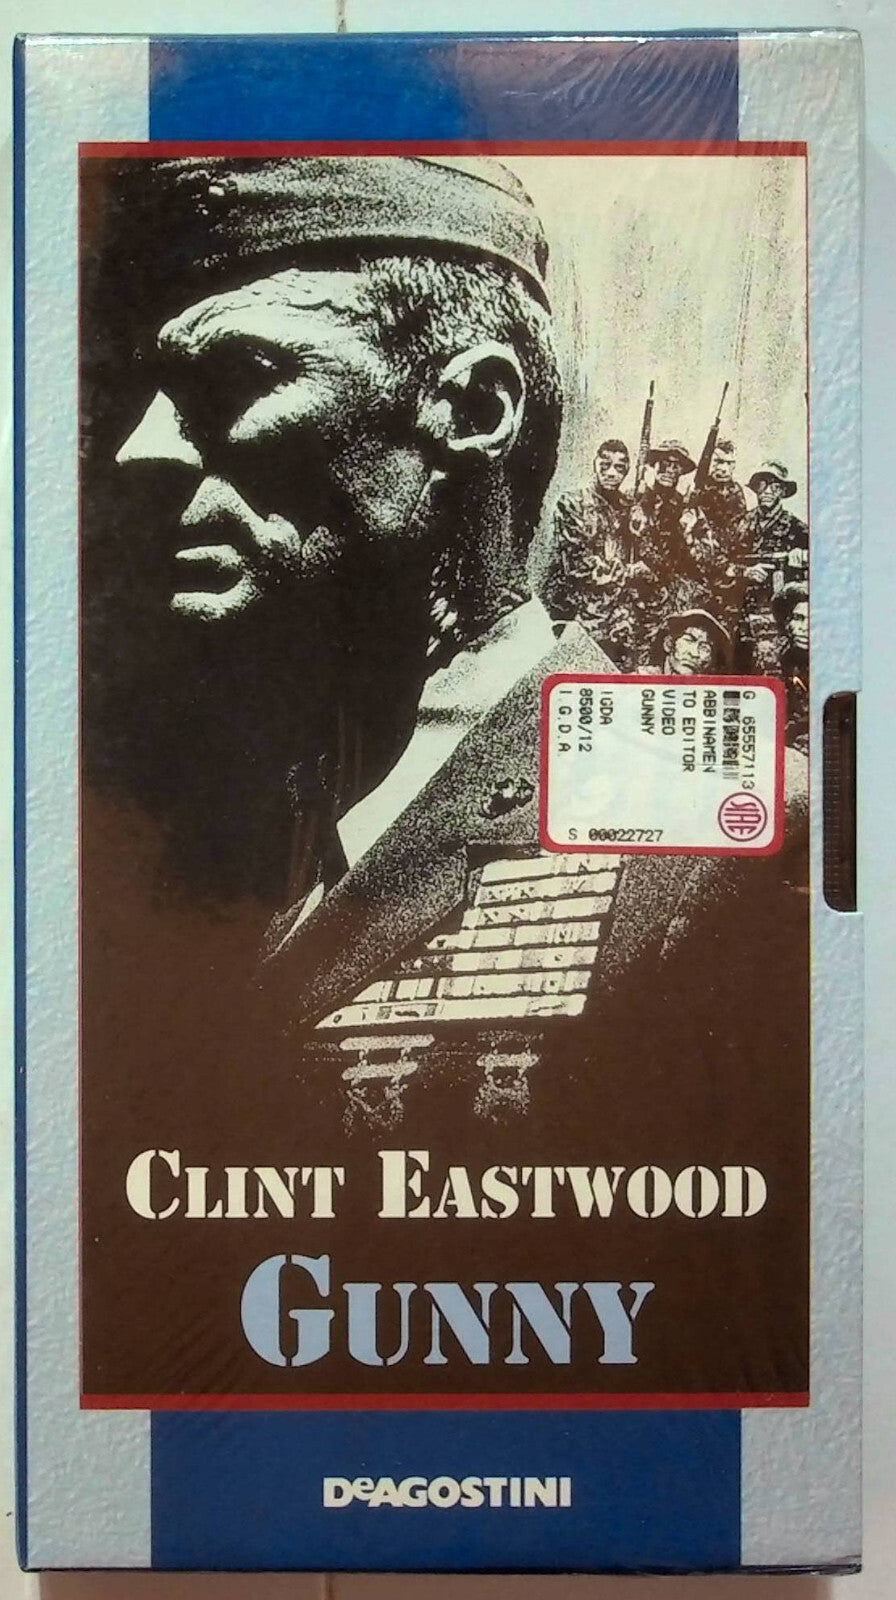 G 65557113
ABBINAMEN
TO EDITOR
VIDEO
GUNNY
IGDA
8500/12
I.G.D.A.
SIAE
S 00022727
CLINT EASTWOOD
GUNNY
DeAGOSTINI